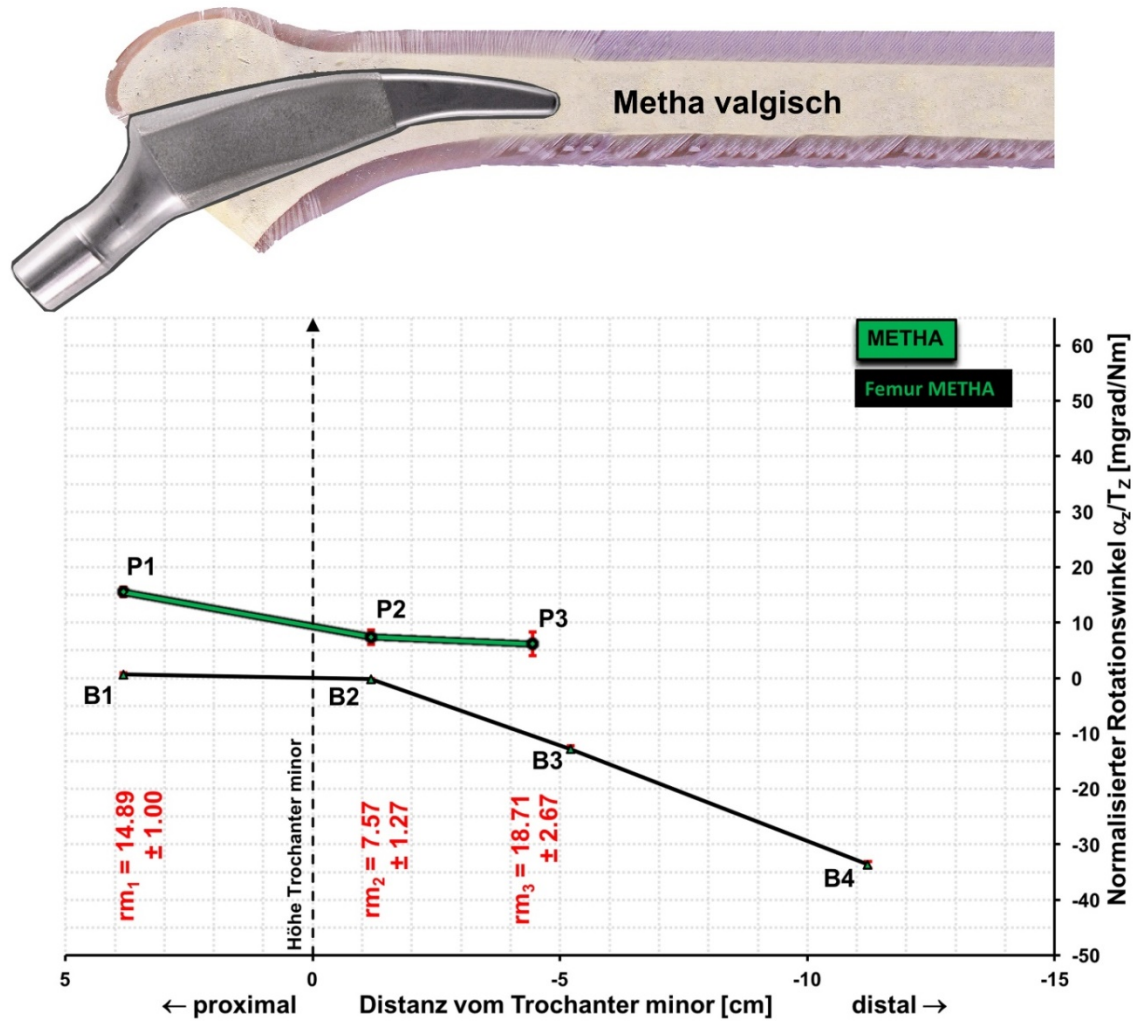 Metha valgisch
METHA
Femur METHA
P1
P2
P3
B1
B2
B3
B4
rm₁ = 14.89
± 1.00
rm₂ = 7.57
± 1.27
rm₃ = 18.71
± 2.67
Höhe Trochanter minor
60
50
40
30
20
10
0
-10
-20
-30
-40
-50
Normalisierter Rotationswinkel α_z/T_z [mgrad/Nm]
5 0 -5 -10 -15
← proximal Distanz vom Trochanter minor [cm] distal →